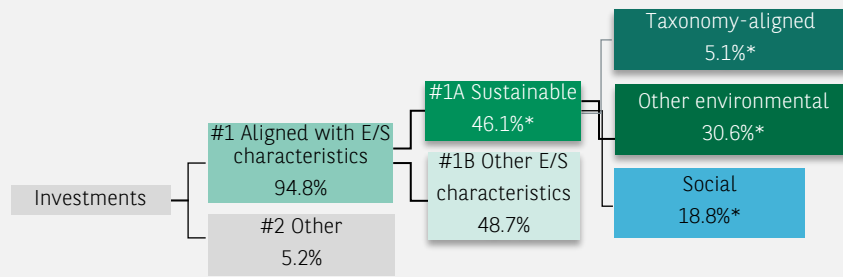 Investments
#1 Aligned with E/S
characteristics
94.8%
#2 Other
5.2%
#1A Sustainable
46.1%*
#1B Other E/S
characteristics
48.7%
Taxonomy-aligned
5.1%*
Other environmental
30.6%*
Social
18.8%*